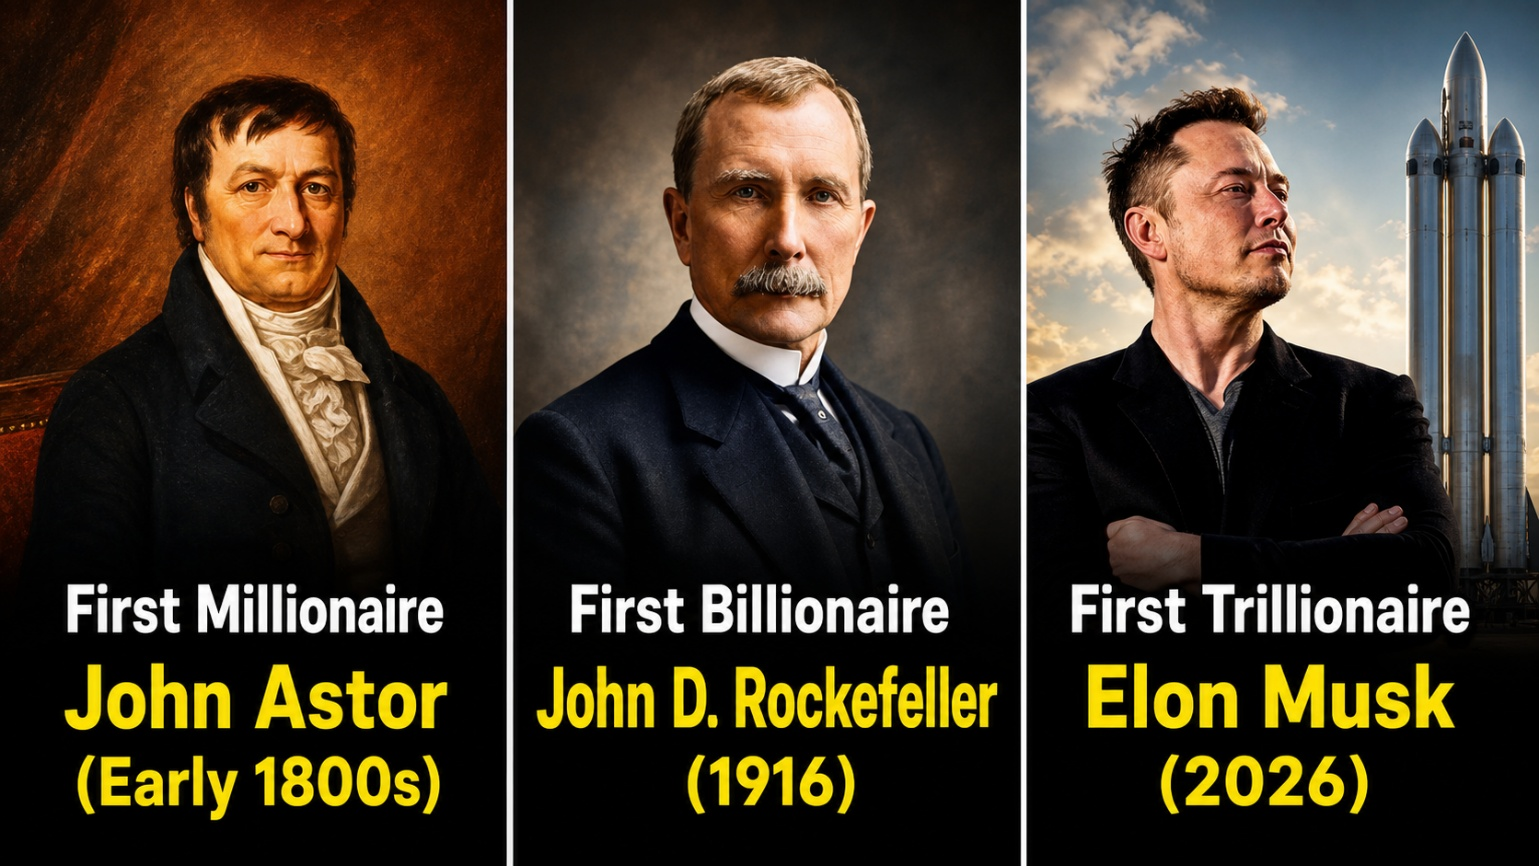 First Millionaire
John Astor
(Early 1800s)
First Billionaire
John D. Rockefeller
(1916)
First Trillionaire
Elon Musk
(2026)